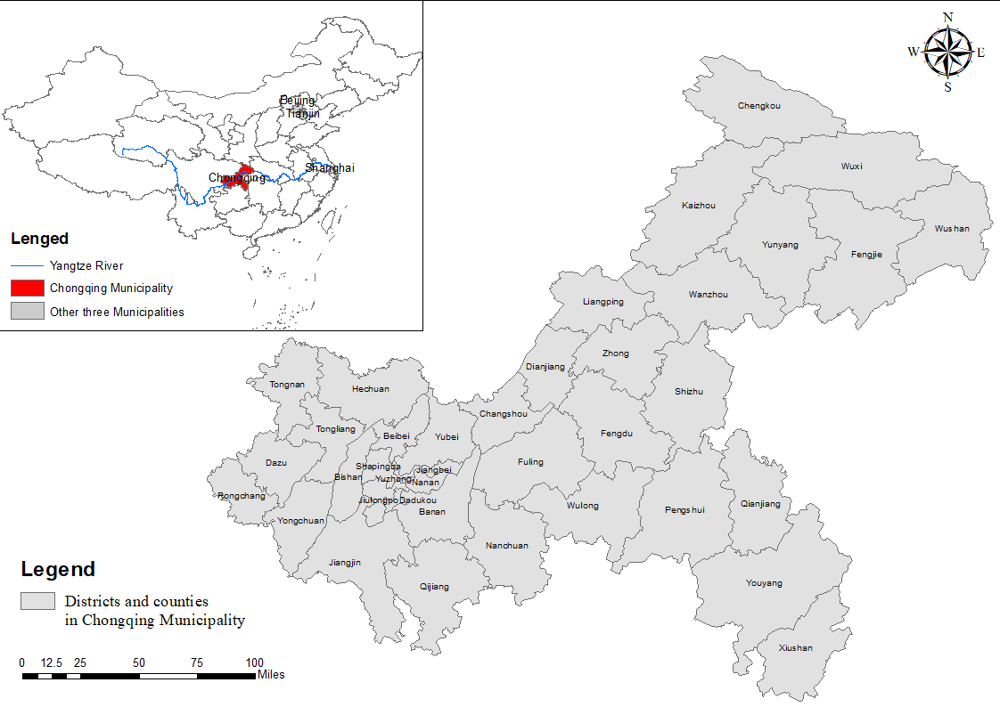 Beijing
Tianjin
Shanghai
Chongqing
Lenged
Yangtze River
Chongqing Municipality
Other three Municipalities
N
W
E
S
Chengkou
Wuxi
Kaizhou
Wushan
Yunyang
Fengjie
Wanzhou
Liangping
Zhong
Dianjiang
Shizhu
Tongnan
Hechuan
Changshou
Tongliang
Beibei
Yubei
Fengdu
Dazu
Fuling
Shapingba
Jiangbei
Bishan
Yuzhong
Nanan
Rongchang
Jiulongpo
Dadukou
Banan
Wulong
Pengshui
Qianjiang
Yongchuan
Nanchuan
Jiangjin
Qijiang
Youyang
Xiushan
Legend
Districts and counties
in Chongqing Municipality
0 12.5 25 50 75 100
Miles